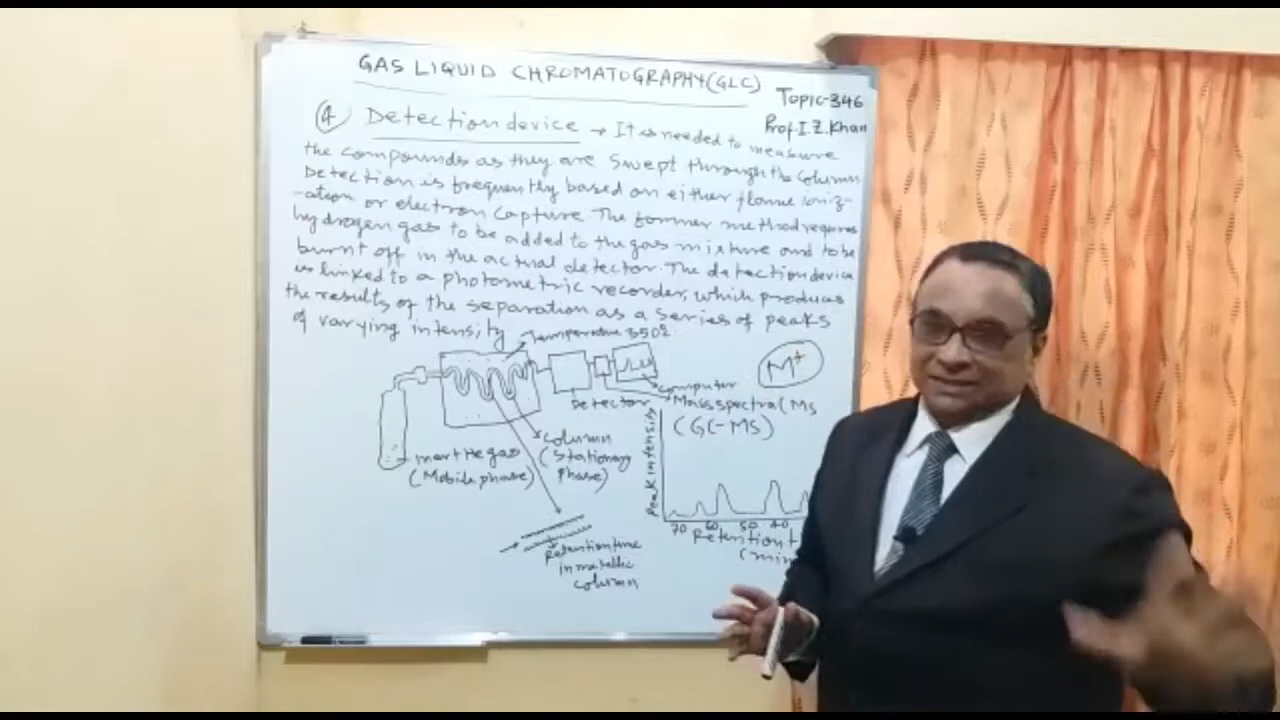 GAS LIQUID CHROMATOGRAPHY(GLC)
Topic-346
Prof I.Z.Khan
④ Detection device → It is needed to measure
the compounds as they are swept through the column
Detection is frequently based on either flame ioniz-
-ation or electron capture. The former method requires
hydrogen gas to be added to the gas mixture and to be
burnt off in the actual detector. The detection device
is linked to a photometric recorder, which produces
the results of the separation as a series of peaks
of varying intensity
Temperature 350°
M+
Computer
Detector
Mass spectra (MS
(GC-MS)
Column
(Stationary
Phase)
Inert He gas
(Mobile phase)
Peak intensity
70 60 50 40
Retention t
(min
Retention time
in metallic
column